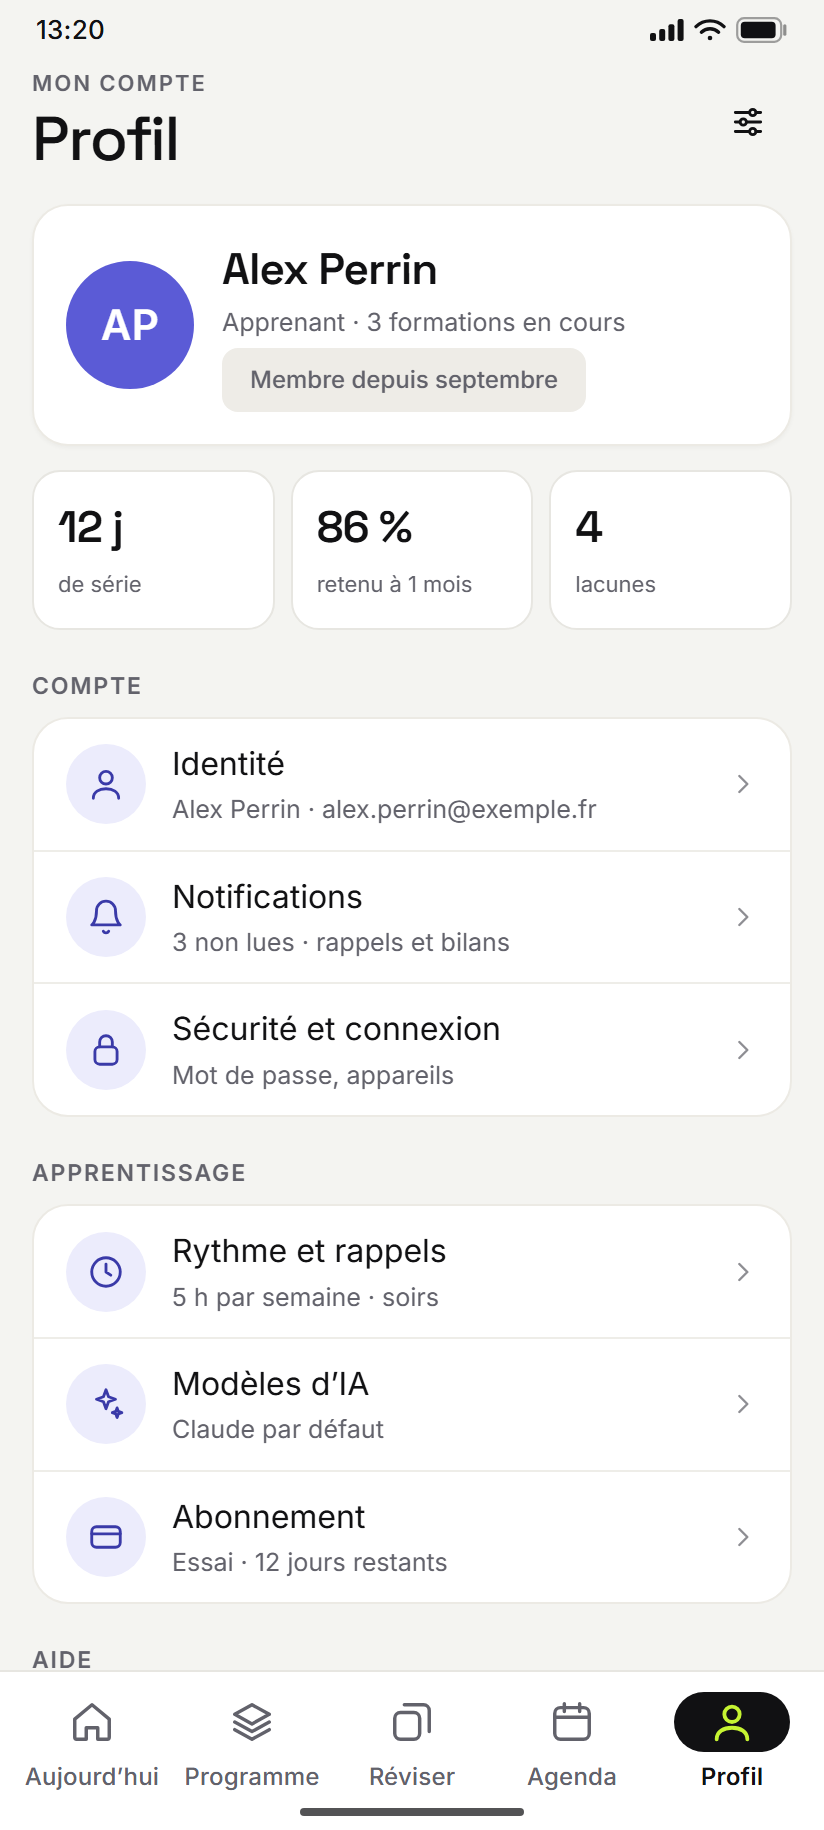 13:20
MON COMPTE
Profil
AP
Alex Perrin
Apprenant · 3 formations en cours
Membre depuis septembre
12 j
de série
86 %
retenu à 1 mois
4
lacunes
COMPTE
Identité
Alex Perrin · alex.perrin@exemple.fr
Notifications
3 non lues · rappels et bilans
Sécurité et connexion
Mot de passe, appareils
APPRENTISSAGE
Rythme et rappels
5 h par semaine · soirs
Modèles d’IA
Claude par défaut
Abonnement
Essai · 12 jours restants
AIDE
Aujourd’hui
Programme
Réviser
Agenda
Profil